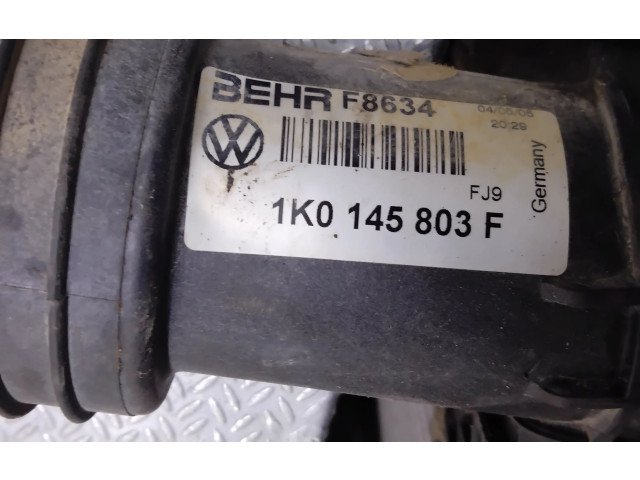 BEHR F8634
04/05/05
20:29
FJ9
Germany
1K0 145 803 F